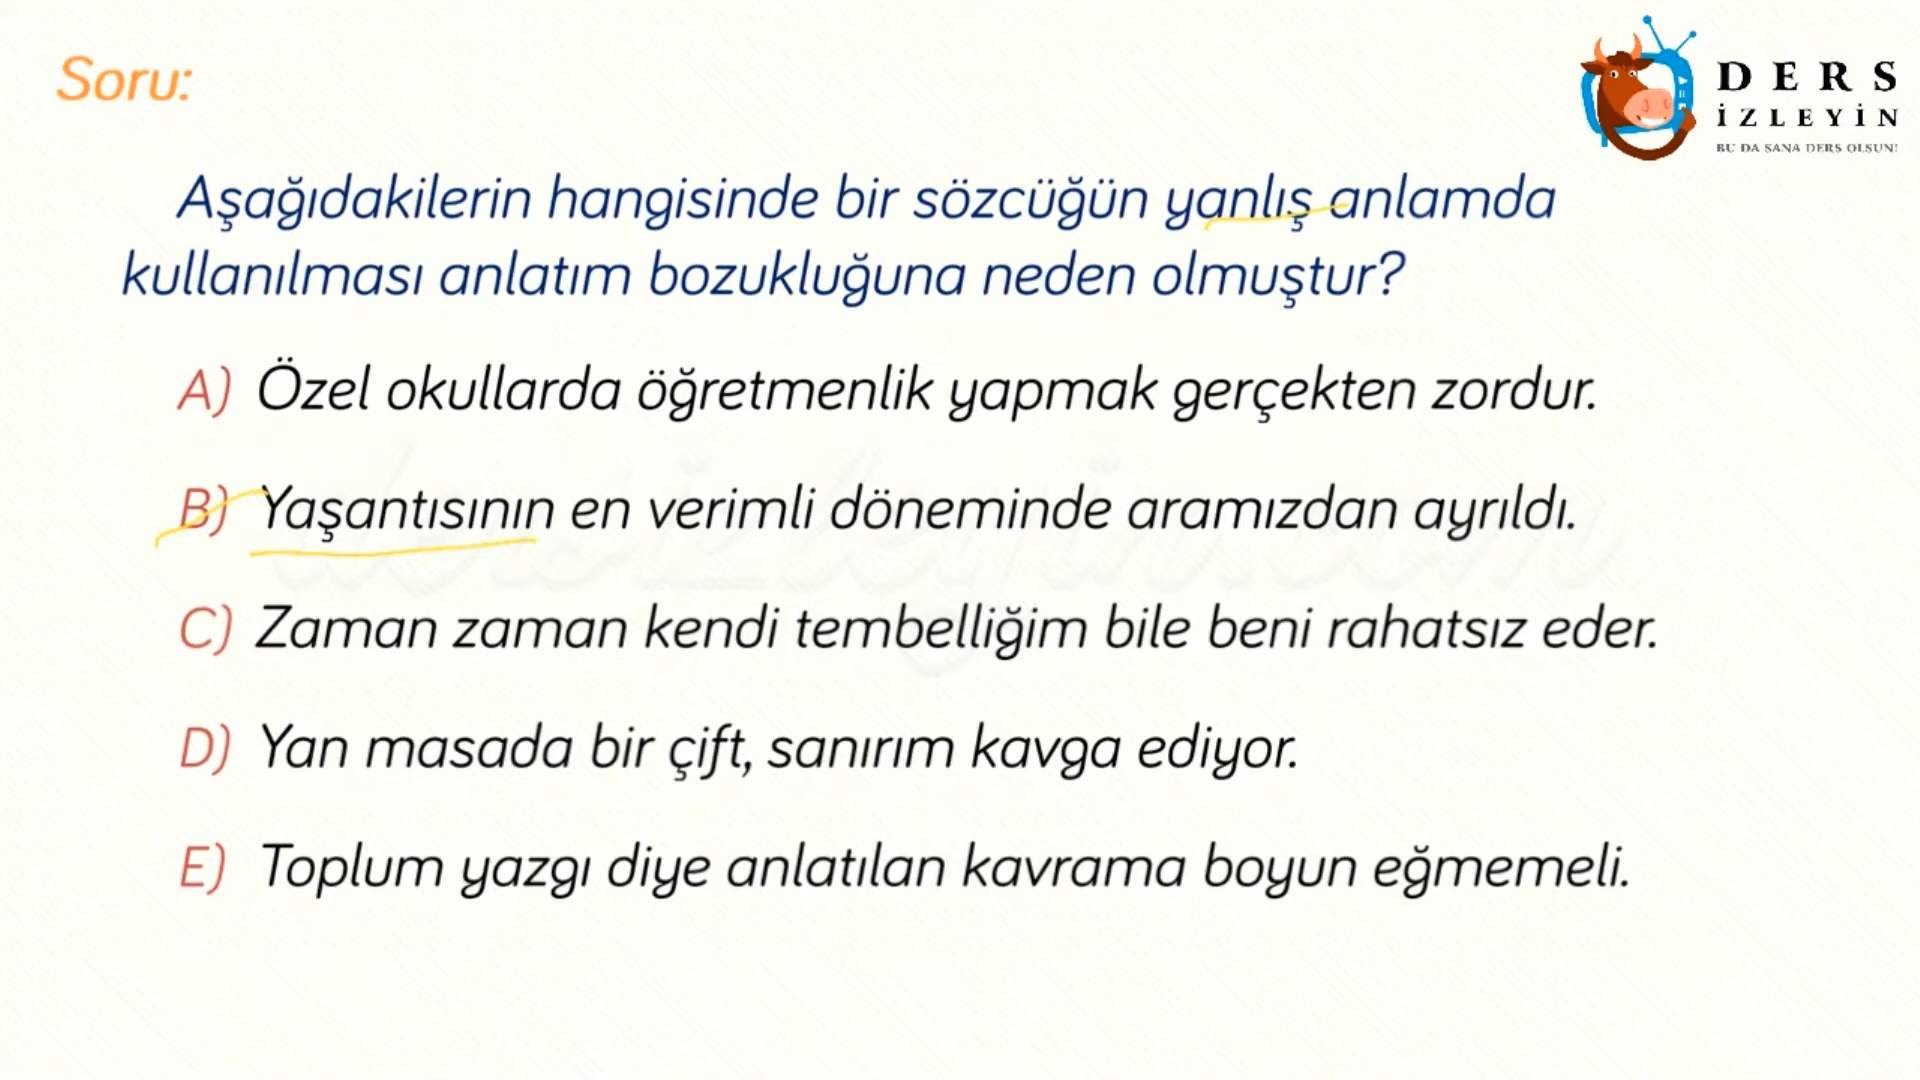 Soru:
DERS
İZLEYİN
BU DA SANA DERS OLSUN!
Aşağıdakilerin hangisinde bir sözcüğün yanlış anlamda
kullanılması anlatım bozukluğuna neden olmuştur?
A) Özel okullarda öğretmenlik yapmak gerçekten zordur.
B) Yaşantısının en verimli döneminde aramızdan ayrıldı.
C) Zaman zaman kendi tembelliğim bile beni rahatsız eder.
D) Yan masada bir çift, sanırım kavga ediyor.
E) Toplum yazgı diye anlatılan kavrama boyun eğmemeli.
dersizleyin.com